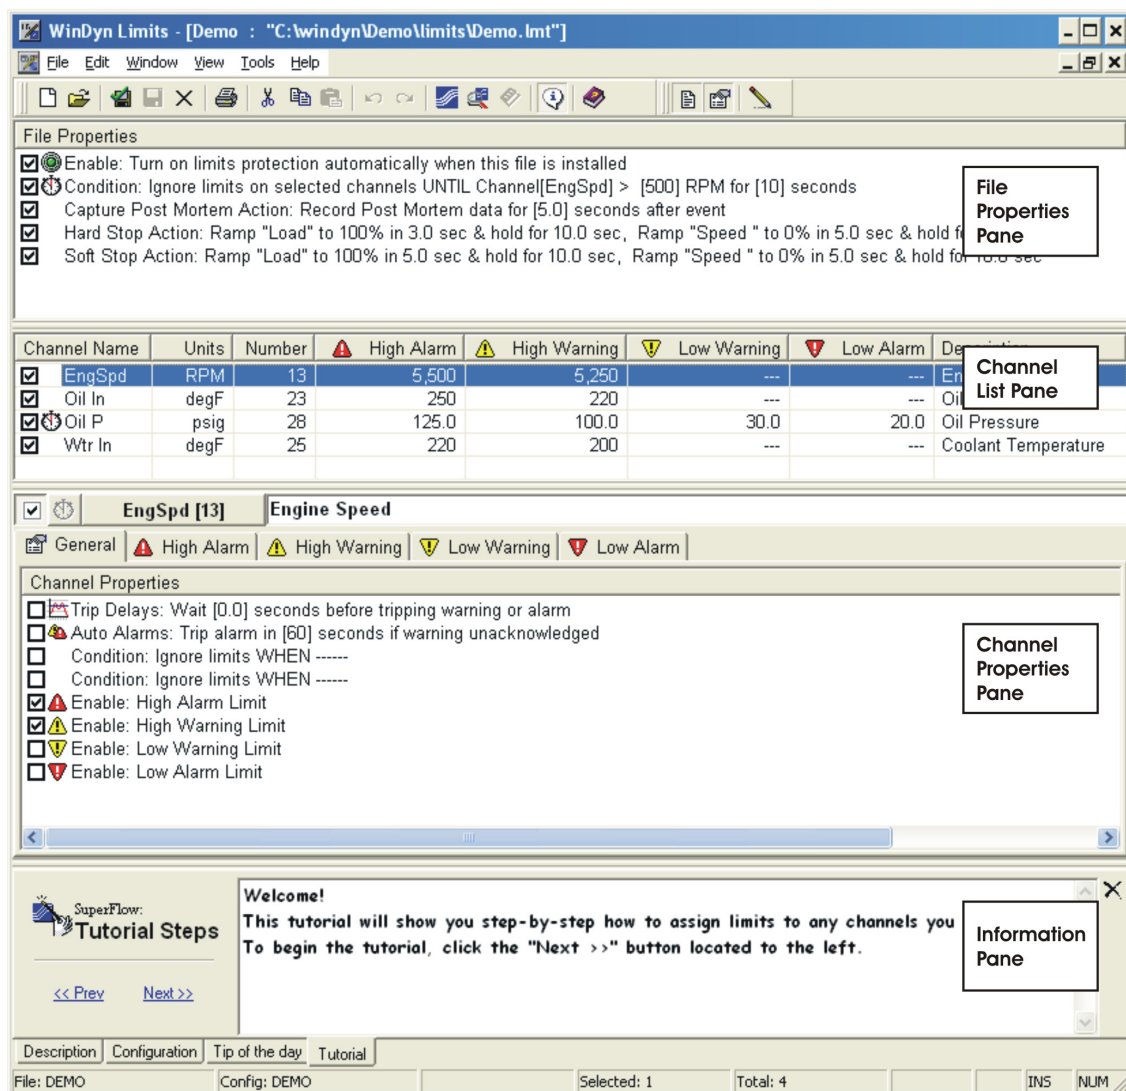 WinDyn Limits - [Demo : "C:\windyn\Demo\limits\Demo.lmt"]
File Edit Window View Tools Help
File Properties
Enable: Turn on limits protection automatically when this file is installed
Condition: Ignore limits on selected channels UNTIL Channel[EngSpd] > [500] RPM for [10] seconds
Capture Post Mortem Action: Record Post Mortem data for [5.0] seconds after event
Hard Stop Action: Ramp "Load" to 100% in 3.0 sec & hold for 10.0 sec, Ramp "Speed " to 0% in 5.0 sec & hold
Soft Stop Action: Ramp "Load" to 100% in 5.0 sec & hold for 10.0 sec, Ramp "Speed " to 0% in 5.0 sec & hold for 10.0 sec
File
Properties
Pane
Channel Name Units Number High Alarm High Warning Low Warning Low Alarm Description
EngSpd RPM 13 5,500 5,250 --- --- En
Oil In degF 23 250 220 --- --- Oil
Oil P psig 28 125.0 100.0 30.0 20.0 Oil Pressure
Wtr In degF 25 220 200 --- --- Coolant Temperature
Channel
List Pane
EngSpd [13] Engine Speed
General High Alarm High Warning Low Warning Low Alarm
Channel Properties
Trip Delays: Wait [0.0] seconds before tripping warning or alarm
Auto Alarms: Trip alarm in [60] seconds if warning unacknowledged
Condition: Ignore limits WHEN ------
Condition: Ignore limits WHEN ------
Enable: High Alarm Limit
Enable: High Warning Limit
Enable: Low Warning Limit
Enable: Low Alarm Limit
Channel
Properties
Pane
SuperFlow:
Tutorial Steps
<< Prev Next >>
Welcome!
This tutorial will show you step-by-step how to assign limits to any channels you
To begin the tutorial, click the "Next >>" button located to the left.
Information
Pane
Description Configuration Tip of the day Tutorial
File: DEMO Config: DEMO Selected: 1 Total: 4 INS NUM